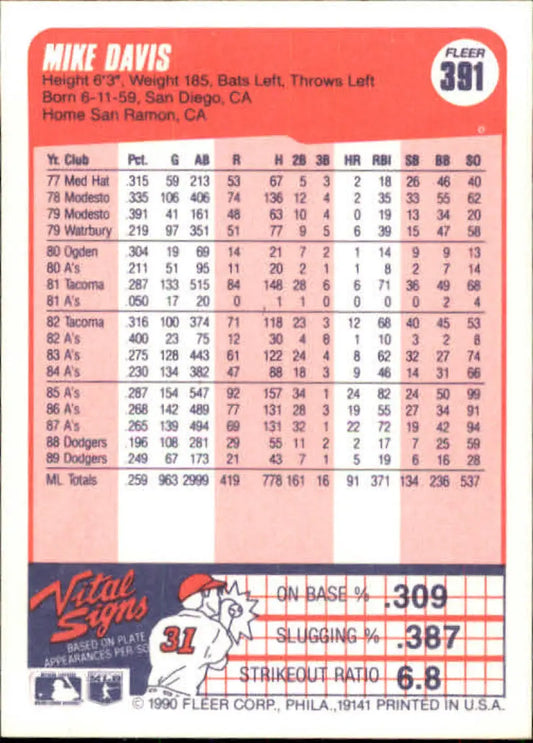 MIKE DAVIS
FLEER
391
Height 6'3", Weight 185, Bats Left, Throws Left
Born 6-11-59, San Diego, CA
Home San Ramon, CA
Yr. Club Pct. G AB R H 2B 3B HR RBI SB BB SO
77 Med Hat .315 59 213 53 67 5 3 2 18 26 46 40
78 Modesto .335 106 406 74 136 12 4 2 35 33 55 62
79 Modesto .391 41 161 48 63 10 4 0 19 13 34 20
79 Watrbury .219 97 351 51 77 9 5 6 39 15 47 58
80 Ogden .304 19 69 14 21 7 2 1 14 9 9 13
80 A's .211 51 95 11 20 2 1 1 8 2 7 14
81 Tacoma .287 133 515 84 148 28 6 6 71 36 49 68
81 A's .050 17 20 0 1 1 0 0 0 0 2 4
82 Tacoma .316 100 374 71 118 23 3 12 68 40 45 53
82 A's .400 23 75 12 30 4 0 1 10 3 2 8
83 A's .275 128 443 61 122 24 4 8 62 32 27 74
84 A's .230 134 382 47 88 18 3 9 46 14 31 66
85 A's .287 154 547 92 157 34 1 24 82 24 50 99
86 A's .268 142 489 77 131 28 3 19 55 27 34 91
87 A's .265 139 494 69 131 32 1 22 72 19 42 94
88 Dodgers .196 108 281 29 55 11 2 2 17 7 25 59
89 Dodgers .249 67 173 21 43 7 1 5 19 6 16 28
ML Totals .259 963 2999 419 778 161 16 91 371 134 236 537
Vital Signs
BASED ON PLATE
APPEARANCES PER SO
31
ON BASE % .309
SLUGGING % .387
STRIKEOUT RATIO 6.8
© 1990 FLEER CORP., PHILA., 19141 PRINTED IN U.S.A.